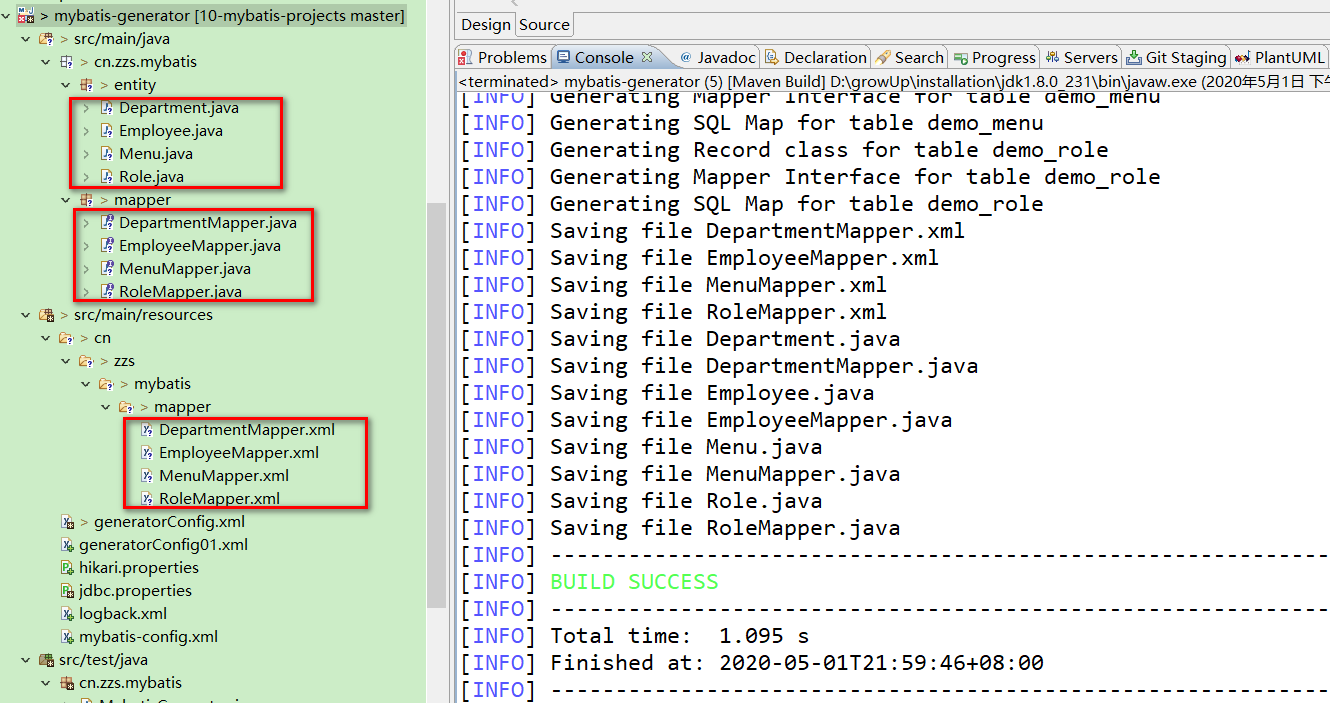 mybatis-generator [10-mybatis-projects master]
src/main/java
cn.zzs.mybatis
entity
Department.java
Employee.java
Menu.java
Role.java
mapper
DepartmentMapper.java
EmployeeMapper.java
MenuMapper.java
RoleMapper.java
src/main/resources
cn
zzs
mybatis
mapper
DepartmentMapper.xml
EmployeeMapper.xml
MenuMapper.xml
RoleMapper.xml
generatorConfig.xml
generatorConfig01.xml
hikari.properties
jdbc.properties
logback.xml
mybatis-config.xml
src/test/java
cn.zzs.mybatis
Design Source
Problems Console Javadoc Declaration Search Progress Servers Git Staging PlantUML
<terminated> mybatis-generator (5) [Maven Build] D:\growUp\installation\jdk1.8.0_231\bin\javaw.exe (2020年5月1日 下午
[INFO] Generating Mapper Interface for table demo_menu
[INFO] Generating SQL Map for table demo_menu
[INFO] Generating Record class for table demo_role
[INFO] Generating Mapper Interface for table demo_role
[INFO] Generating SQL Map for table demo_role
[INFO] Saving file DepartmentMapper.xml
[INFO] Saving file EmployeeMapper.xml
[INFO] Saving file MenuMapper.xml
[INFO] Saving file RoleMapper.xml
[INFO] Saving file Department.java
[INFO] Saving file DepartmentMapper.java
[INFO] Saving file Employee.java
[INFO] Saving file EmployeeMapper.java
[INFO] Saving file Menu.java
[INFO] Saving file MenuMapper.java
[INFO] Saving file Role.java
[INFO] Saving file RoleMapper.java
[INFO] ------------------------------------------------------------
[INFO] BUILD SUCCESS
[INFO] ------------------------------------------------------------
[INFO] Total time:  1.095 s
[INFO] Finished at: 2020-05-01T21:59:46+08:00
[INFO] ------------------------------------------------------------